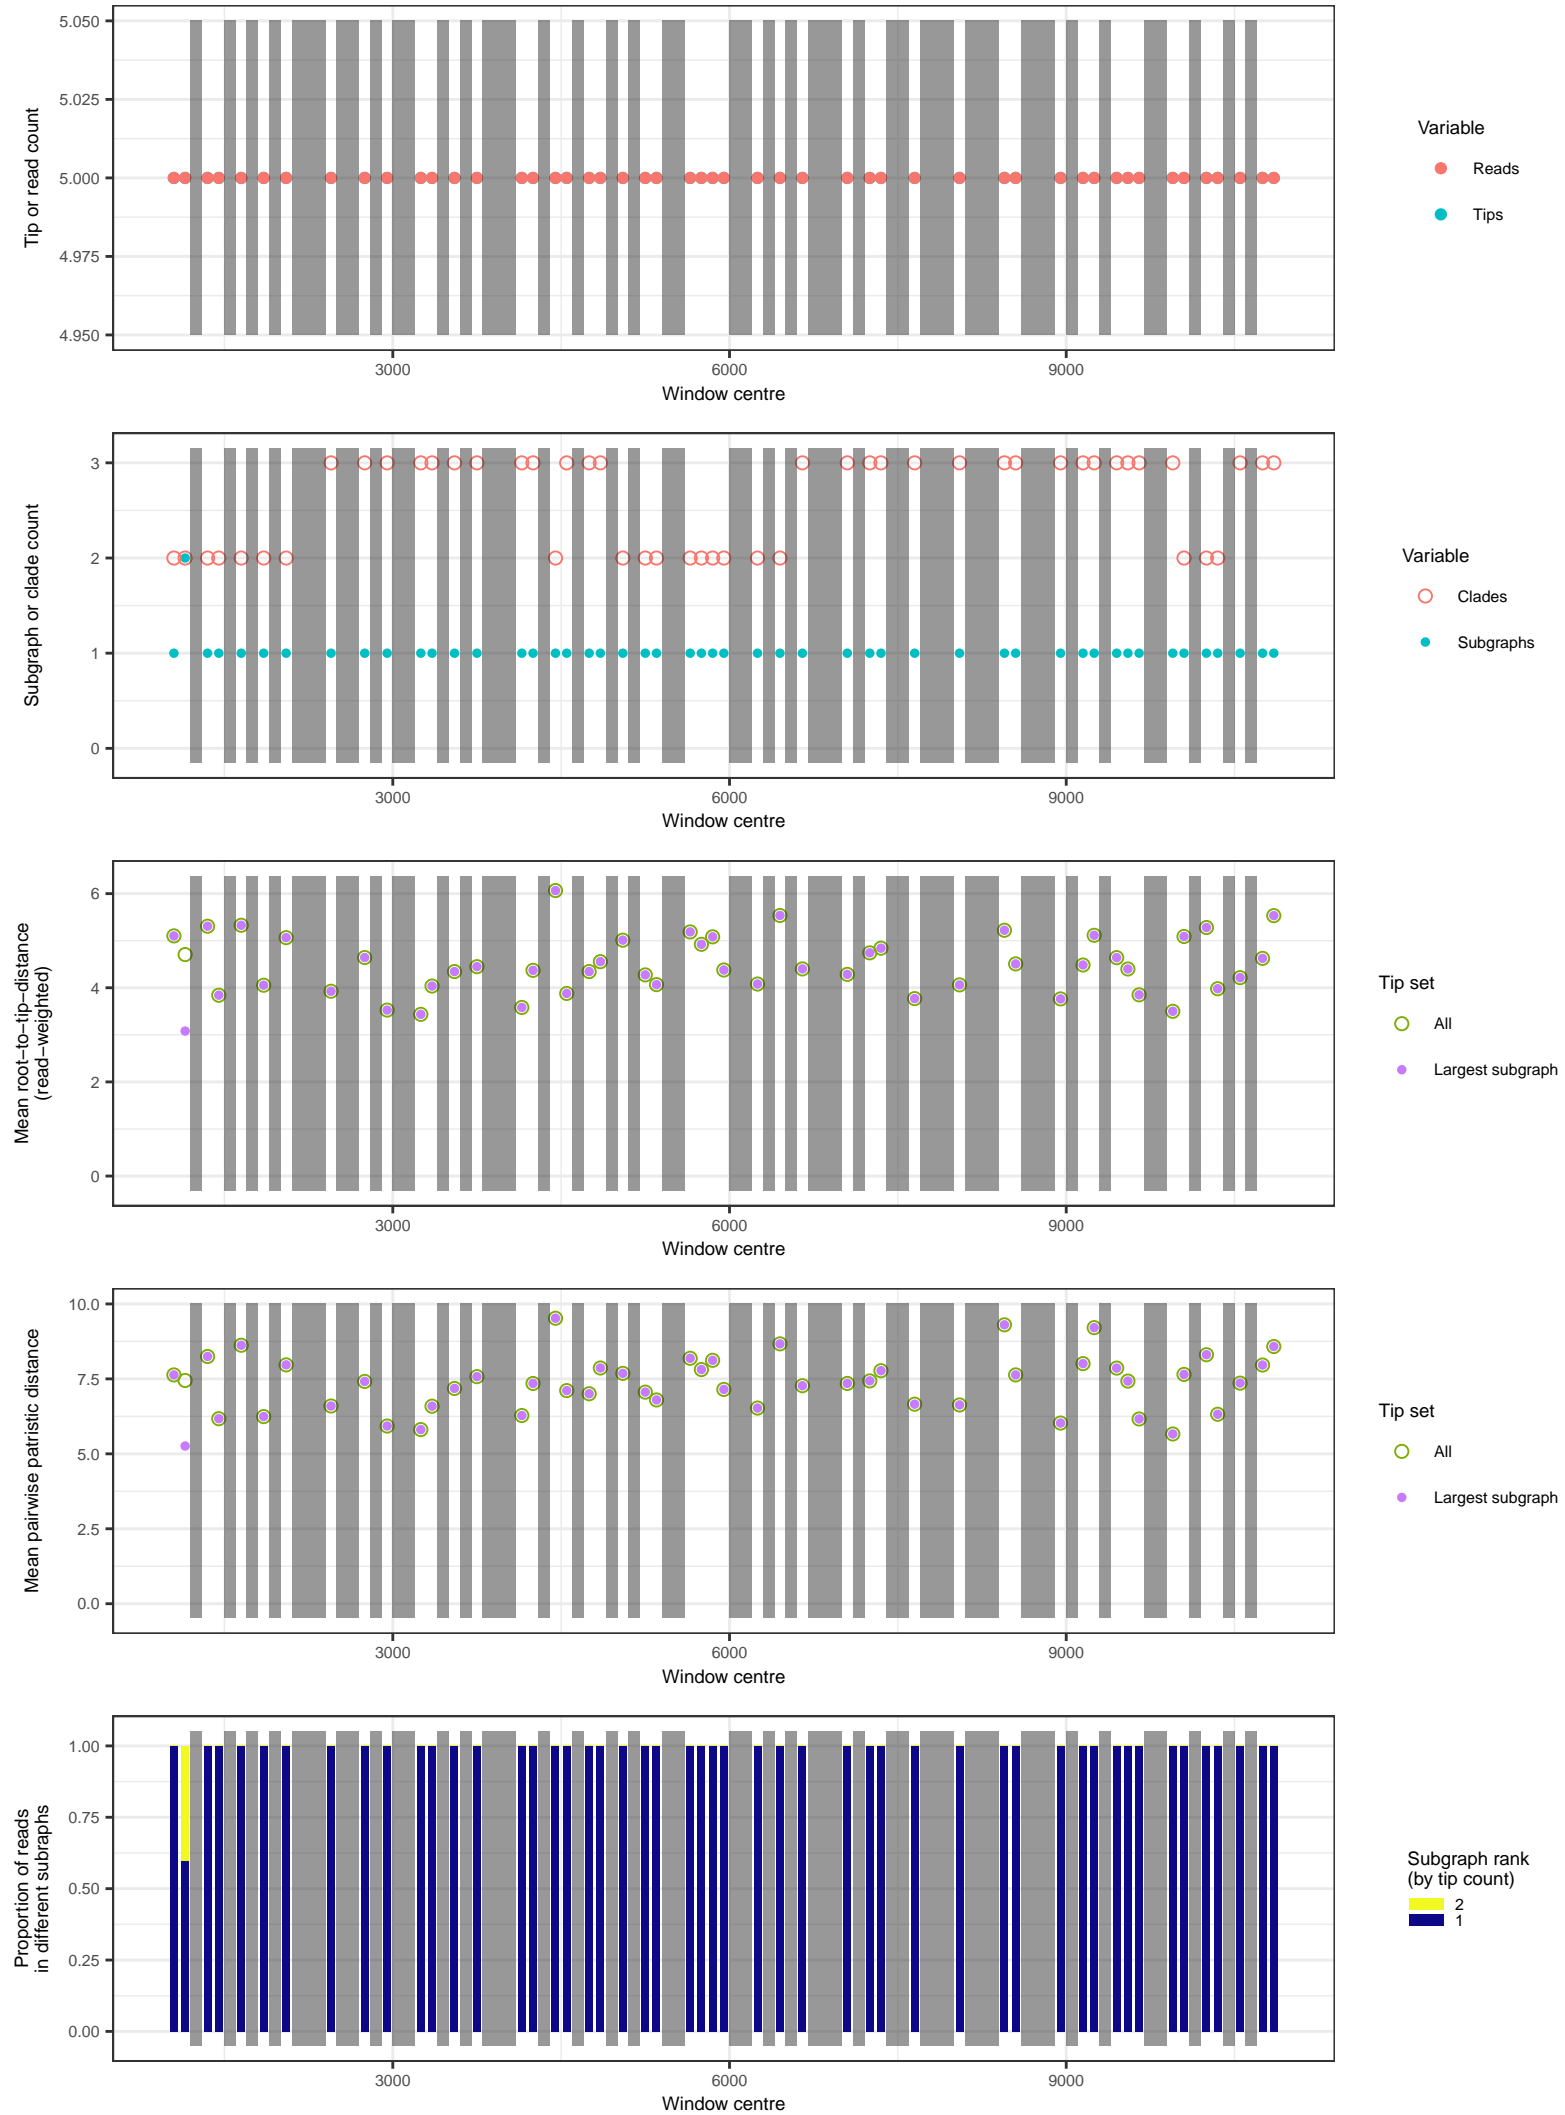 5.050
5.025
5.000
4.975
4.950
Tip or read count
3000
6000
9000
Window centre
Variable
Reads
Tips
3
2
1
0
Subgraph or clade count
3000
6000
9000
Window centre
Variable
Clades
Subgraphs
6
4
2
0
Mean root−to−tip−distance
(read−weighted)
3000
6000
9000
Window centre
Tip set
All
Largest subgraph
10.0
7.5
5.0
2.5
0.0
Mean pairwise patristic distance
3000
6000
9000
Window centre
Tip set
All
Largest subgraph
1.00
0.75
0.50
0.25
0.00
Proportion of reads
in different subraphs
3000
6000
9000
Window centre
Subgraph rank
(by tip count)
2
1